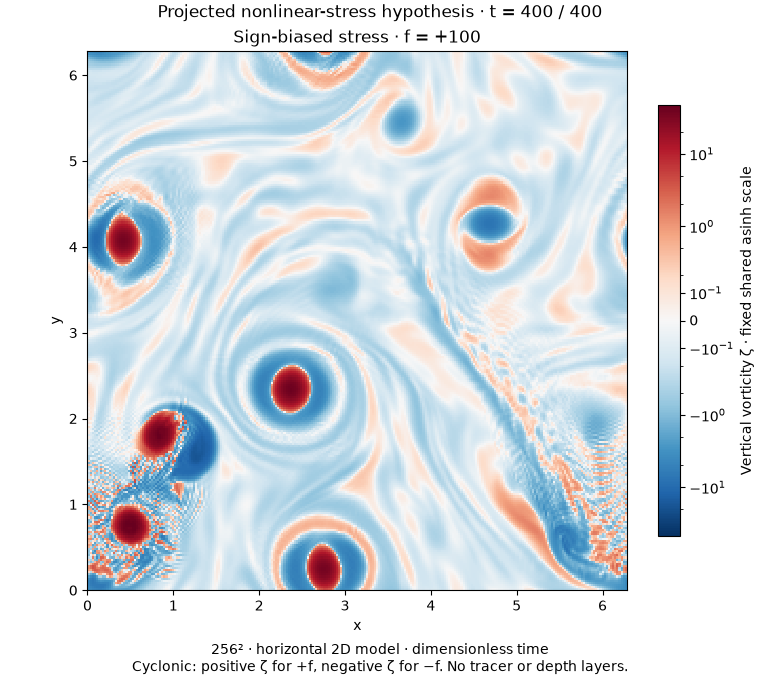 Projected nonlinear-stress hypothesis · t = 400 / 400
Sign-biased stress · f = +100
6
5
4
3
2
1
0
y
0 1 2 3 4 5 6
x
10¹
10⁰
10⁻¹
0
−10⁻¹
−10⁰
−10¹
Vertical vorticity ζ · fixed shared asinh scale
256² · horizontal 2D model · dimensionless time
Cyclonic: positive ζ for +f, negative ζ for −f. No tracer or depth layers.